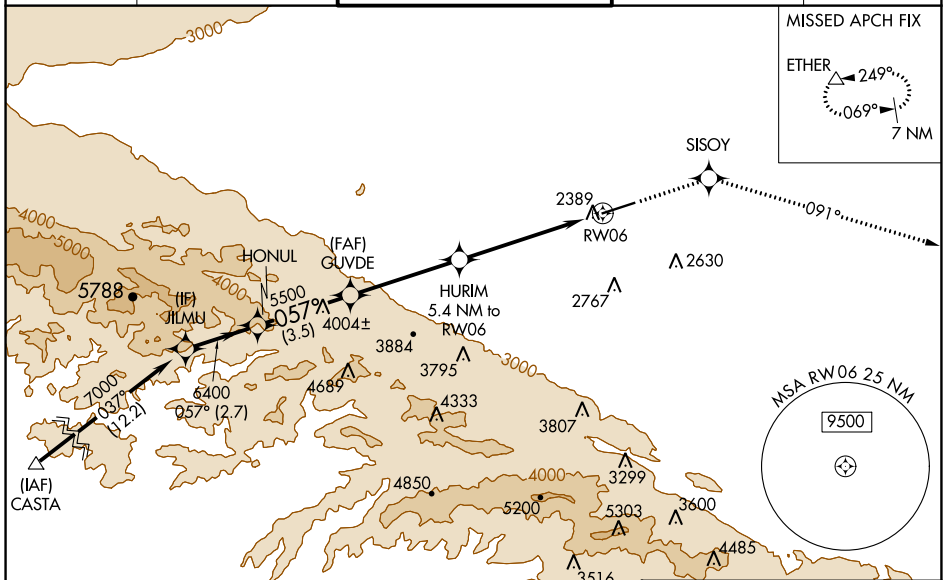 3000
MISSED APCH FIX
ETHER
249°
069°
7 NM
SISOY
2389
RW06
091°
4000
5000
HONUL
(FAF)
GUVDE
2630
5788
(IF)
JILMU
4000
5500
057°
(3.5)
4004±
HURIM
5.4 NM to
RW06
2767
3884
3795
3000
4689
6400
057° (2.7)
7000
037°
(12.2)
4333
3807
MSA RW06 25 NM
9500
(IAF)
CASTA
3299
4850
4000
5200
5303
3600
4485
3516